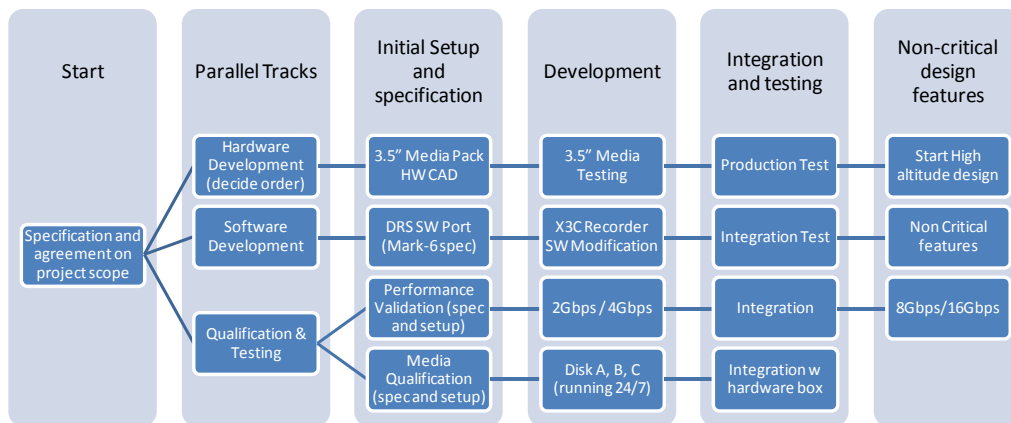 Start
Parallel Tracks
Initial Setup
and
specification
Development
Integration
and testing
Non-critical
design
features
Hardware
Development
(decide order)
3.5” Media Pack
HW CAD
3.5” Media
Testing
Production Test
Start High
altitude design
Specification and
agreement on
project scope
Software
Development
DRS SW Port
(Mark-6 spec)
X3C Recorder
SW Modification
Integration Test
Non Critical
features
Qualification &
Testing
Performance
Validation (spec
and setup)
2Gbps / 4Gbps
Integration
8Gbps/16Gbps
Media
Qualification
(spec and setup)
Disk A, B, C
(running 24/7)
Integration w
hardware box